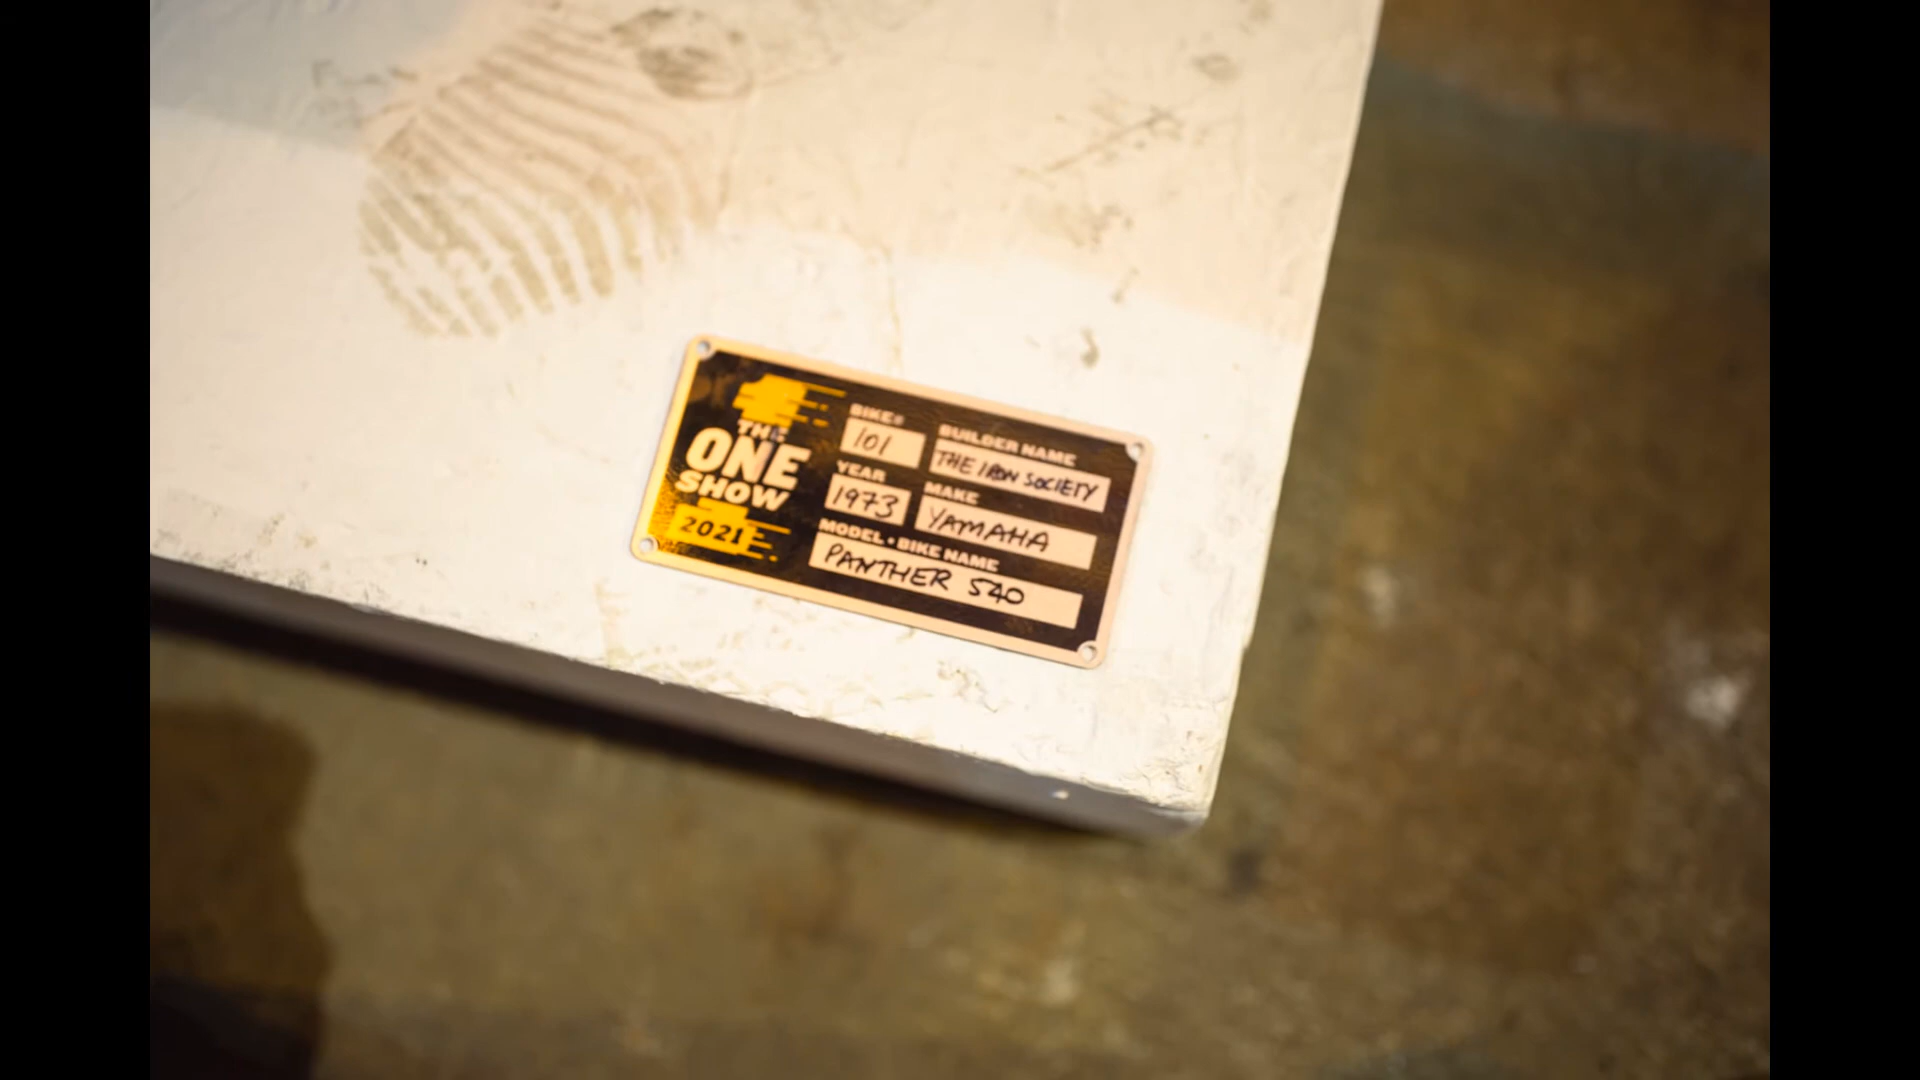 THE
ONE
SHOW
2021
BIKE#
101
BUILDER NAME
THE IRON SOCIETY
YEAR
1973
MAKE
YAMAHA
MODEL • BIKE NAME
PANTHER 540